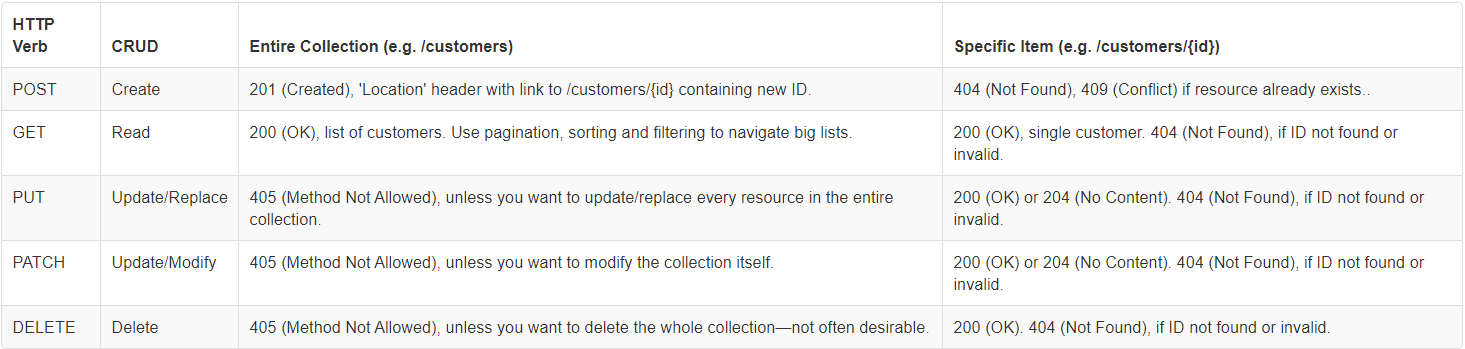 HTTP
Verb CRUD Entire Collection (e.g. /customers) Specific Item (e.g. /customers/{id})
POST Create 201 (Created), 'Location' header with link to /customers/{id} containing new ID. 404 (Not Found), 409 (Conflict) if resource already exists..
GET Read 200 (OK), list of customers. Use pagination, sorting and filtering to navigate big lists. 200 (OK), single customer. 404 (Not Found), if ID not found or
invalid.
PUT Update/Replace 405 (Method Not Allowed), unless you want to update/replace every resource in the entire
collection. 200 (OK) or 204 (No Content). 404 (Not Found), if ID not found or
invalid.
PATCH Update/Modify 405 (Method Not Allowed), unless you want to modify the collection itself. 200 (OK) or 204 (No Content). 404 (Not Found), if ID not found or
invalid.
DELETE Delete 405 (Method Not Allowed), unless you want to delete the whole collection—not often desirable. 200 (OK). 404 (Not Found), if ID not found or invalid.